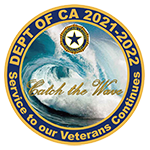 DEPT OF CA 2021-2022
Catch the Wave
Service to our Veterans Continues